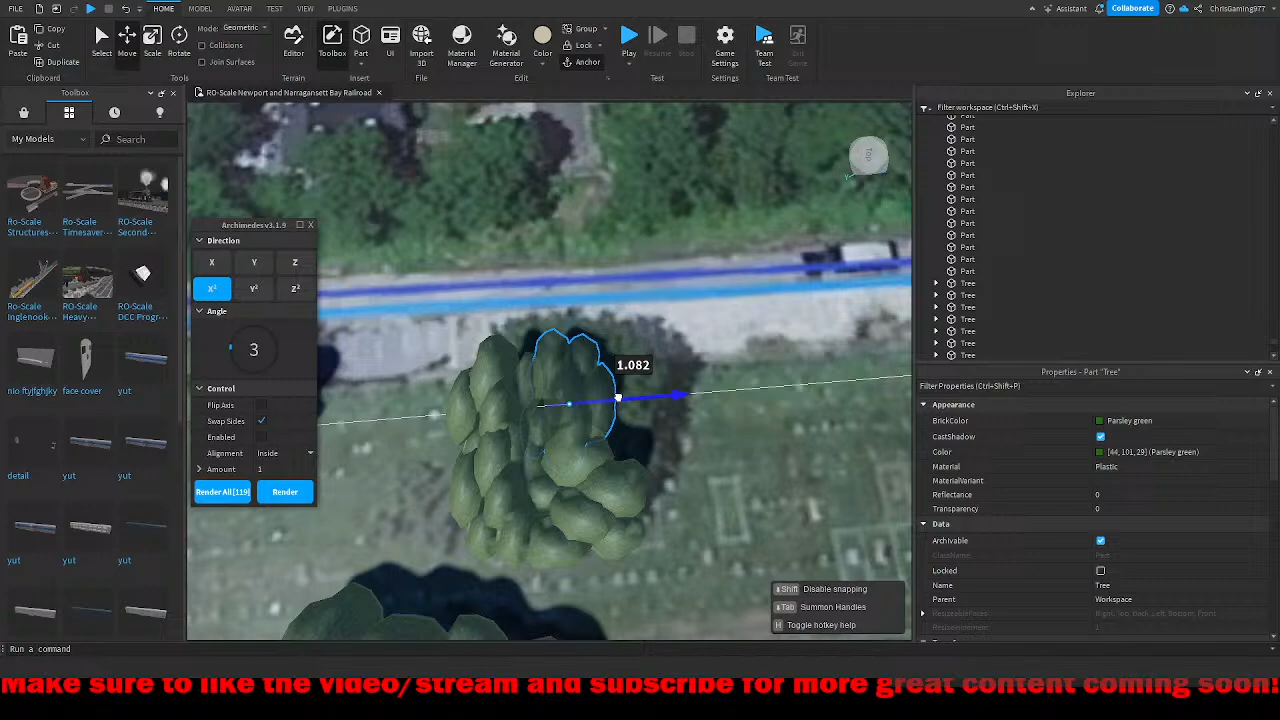 FILE HOME MODEL AVATAR TEST VIEW PLUGINS Assistant Collaborate ChrisGaming977
Paste Copy Cut Duplicate Select Move Scale Rotate Mode: Geometric Collisions Join Surfaces Editor Toolbox Part UI Import 3D Material Manager Material Generator Color Group Lock Anchor Play Resume Stop Game Settings Team Test Exit Game
Clipboard Tools Terrain Insert File Edit Test Settings Team Test
Toolbox
RO-Scale Newport and Narragansett Bay Railroad
Explorer
Filter workspace (Ctrl+Shift+X)
My Models
Search
Part
Part
Part
Part
Part
Part
Part
Part
Part
Part
Part
Part
Part
Part
Tree
Tree
Tree
Tree
Tree
Tree
Tree
RO-Scale Structures···
RO-Scale Timesaver···
RO-Scale Second···
RO-Scale Inglenook···
RO-Scale Heavy···
RO-Scale DCC Progr···
face cover
yut
detail
yut
yut
yut
yut
yut
Archimedes v3.1.9
Direction
X Y Z
X² Y² Z²
Angle
3
Control
Flip Axis
Swap Sides
Enabled
Alignment Inside
Amount 1
Render All [119] Render
Top
1.082
Shift Disable snapping
Tab Summon Handles
H Toggle hotkey help
Properties - Part "Tree"
Filter Properties (Ctrl+Shift+P)
Appearance
BrickColor Parsley green
CastShadow
Color [44, 101, 29] (Parsley green)
Material Plastic
MaterialVariant
Reflectance 0
Transparency 0
Data
Archivable
ClassName Part
Locked
Name Tree
Parent Workspace
Run a command
Make sure to like the video/stream and subscribe for more great content coming soon!